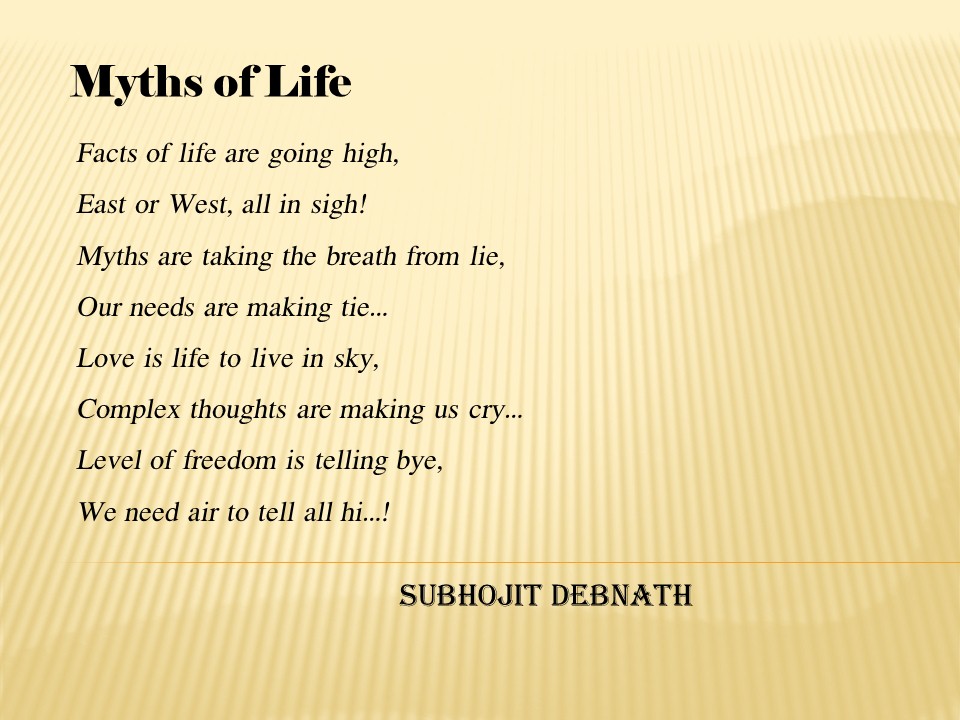 Myths of Life
Facts of life are going high,
East or West, all in sigh!
Myths are taking the breath from lie,
Our needs are making tie...
Love is life to live in sky,
Complex thoughts are making us cry...
Level of freedom is telling bye,
We need air to tell all hi...!
SUBHOJIT DEBNATH